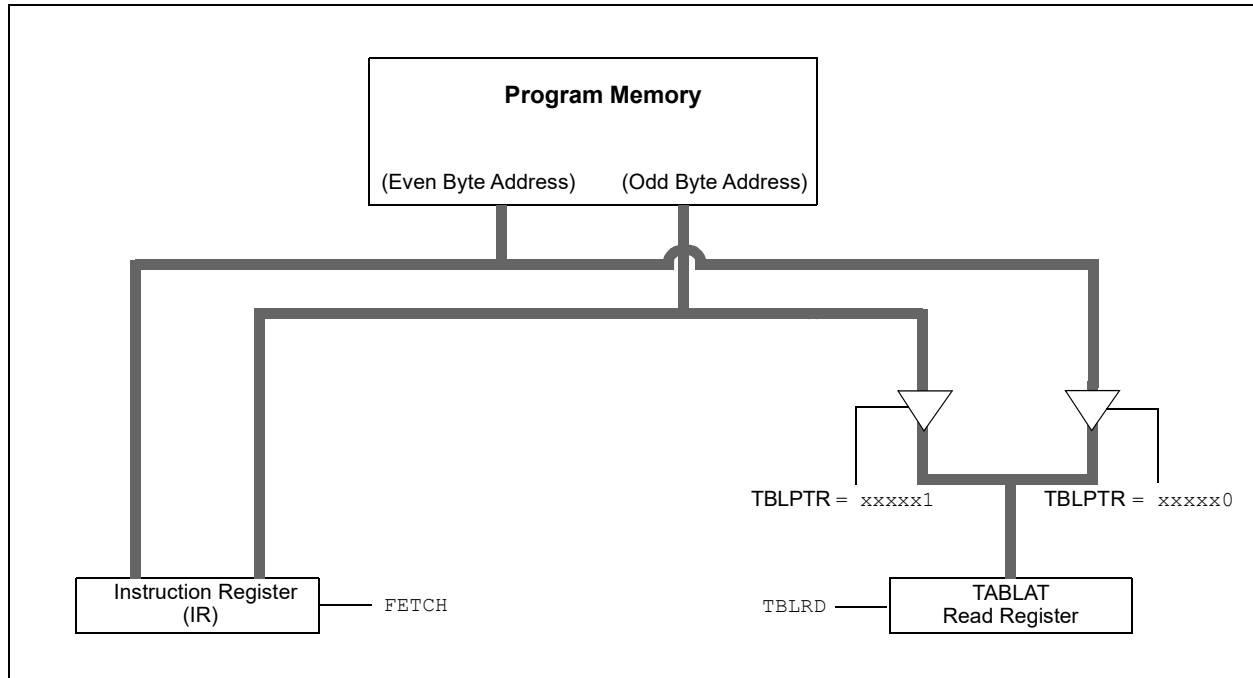 Program Memory
(Even Byte Address) (Odd Byte Address)
TBLPTR = xxxxx1 TBLPTR = xxxxx0
Instruction Register
(IR)
FETCH
TBLRD
TABLAT
Read Register